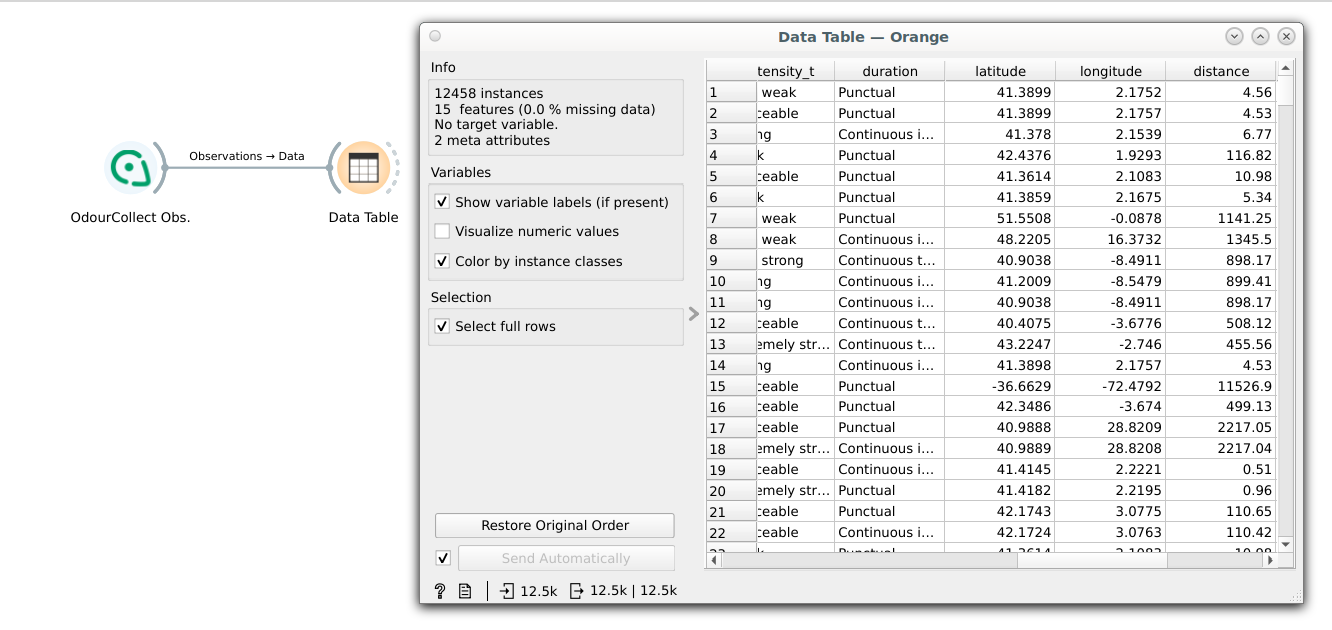 Observations → Data
OdourCollect Obs.
Data Table
Data Table — Orange
Info
12458 instances
15 features (0.0 % missing data)
No target variable.
2 meta attributes
Variables
Show variable labels (if present)
Visualize numeric values
Color by instance classes
Selection
Select full rows
Restore Original Order
Send Automatically
? 12.5k 12.5k | 12.5k
tensity_t duration latitude longitude distance
1 weak Punctual 41.3899 2.1752 4.56
2 ceable Punctual 41.3899 2.1757 4.53
3 ng Continuous i... 41.378 2.1539 6.77
4 k Punctual 42.4376 1.9293 116.82
5 ceable Punctual 41.3614 2.1083 10.98
6 k Punctual 41.3859 2.1675 5.34
7 weak Punctual 51.5508 -0.0878 1141.25
8 weak Continuous i... 48.2205 16.3732 1345.5
9 strong Continuous t... 40.9038 -8.4911 898.17
10 ng Continuous i... 41.2009 -8.5479 899.41
11 ng Continuous i... 40.9038 -8.4911 898.17
12 ceable Continuous t... 40.4075 -3.6776 508.12
13 emely str... Continuous t... 43.2247 -2.746 455.56
14 ng Continuous i... 41.3898 2.1757 4.53
15 ceable Punctual -36.6629 -72.4792 11526.9
16 ceable Punctual 42.3486 -3.674 499.13
17 ceable Punctual 40.9888 28.8209 2217.05
18 emely str... Continuous i... 40.9889 28.8208 2217.04
19 ceable Continuous i... 41.4145 2.2221 0.51
20 emely str... Punctual 41.4182 2.2195 0.96
21 ceable Punctual 42.1743 3.0775 110.65
22 ceable Continuous i... 42.1724 3.0763 110.42